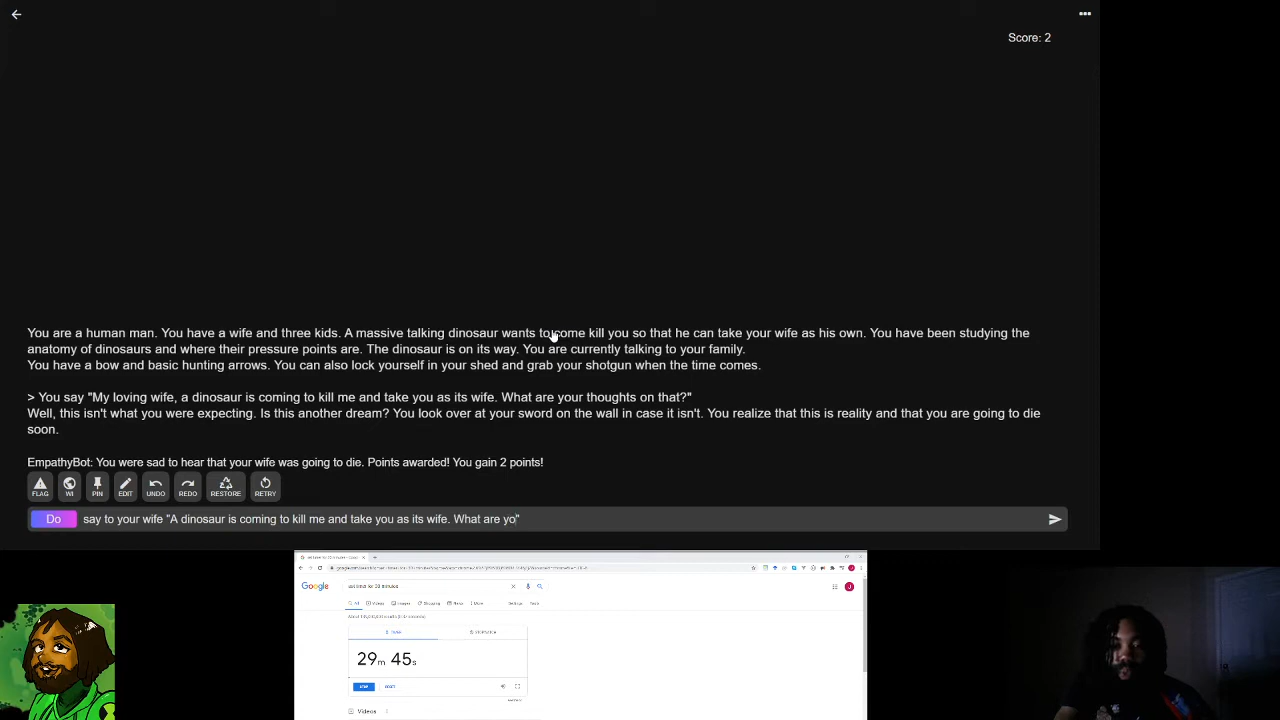 Score: 2
You are a human man. You have a wife and three kids. A massive talking dinosaur wants to come kill you so that he can take your wife as his own. You have been studying the
anatomy of dinosaurs and where their pressure points are. The dinosaur is on its way. You are currently talking to your family.
You have a bow and basic hunting arrows. You can also lock yourself in your shed and grab your shotgun when the time comes.
> You say "My loving wife, a dinosaur is coming to kill me and take you as its wife. What are your thoughts on that?"
Well, this isn't what you were expecting. Is this another dream? You look over at your sword on the wall in case it isn't. You realize that this is reality and that you are going to die
soon.
EmpathyBot: You were sad to hear that your wife was going to die. Points awarded! You gain 2 points!
FLAG WI PIN EDIT UNDO REDO RESTORE RETRY
Do say to your wife "A dinosaur is coming to kill me and take you as its wife. What are yo"
Google
All Videos Images Shopping More Settings Tools
29m 45s
STOP
Videos